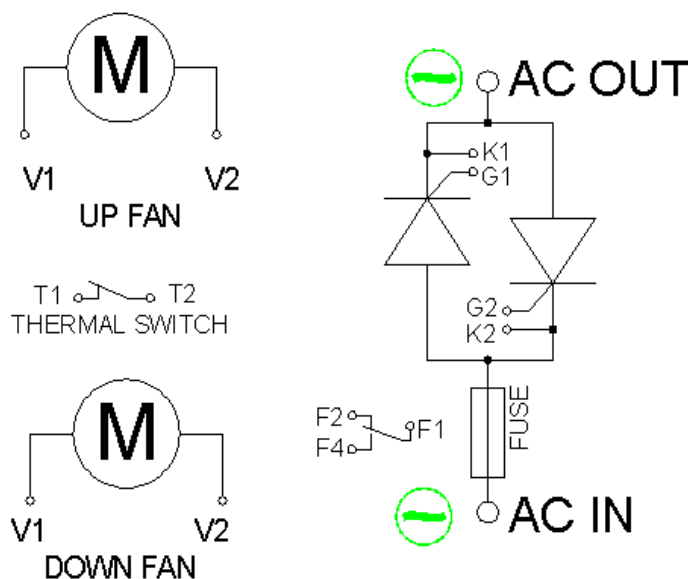 M
V1 V2
UP FAN
T1 T2
THERMAL SWITCH
M
V1 V2
DOWN FAN
AC OUT
K1
G1
G2
K2
F2 F1
F4
FUSE
AC IN